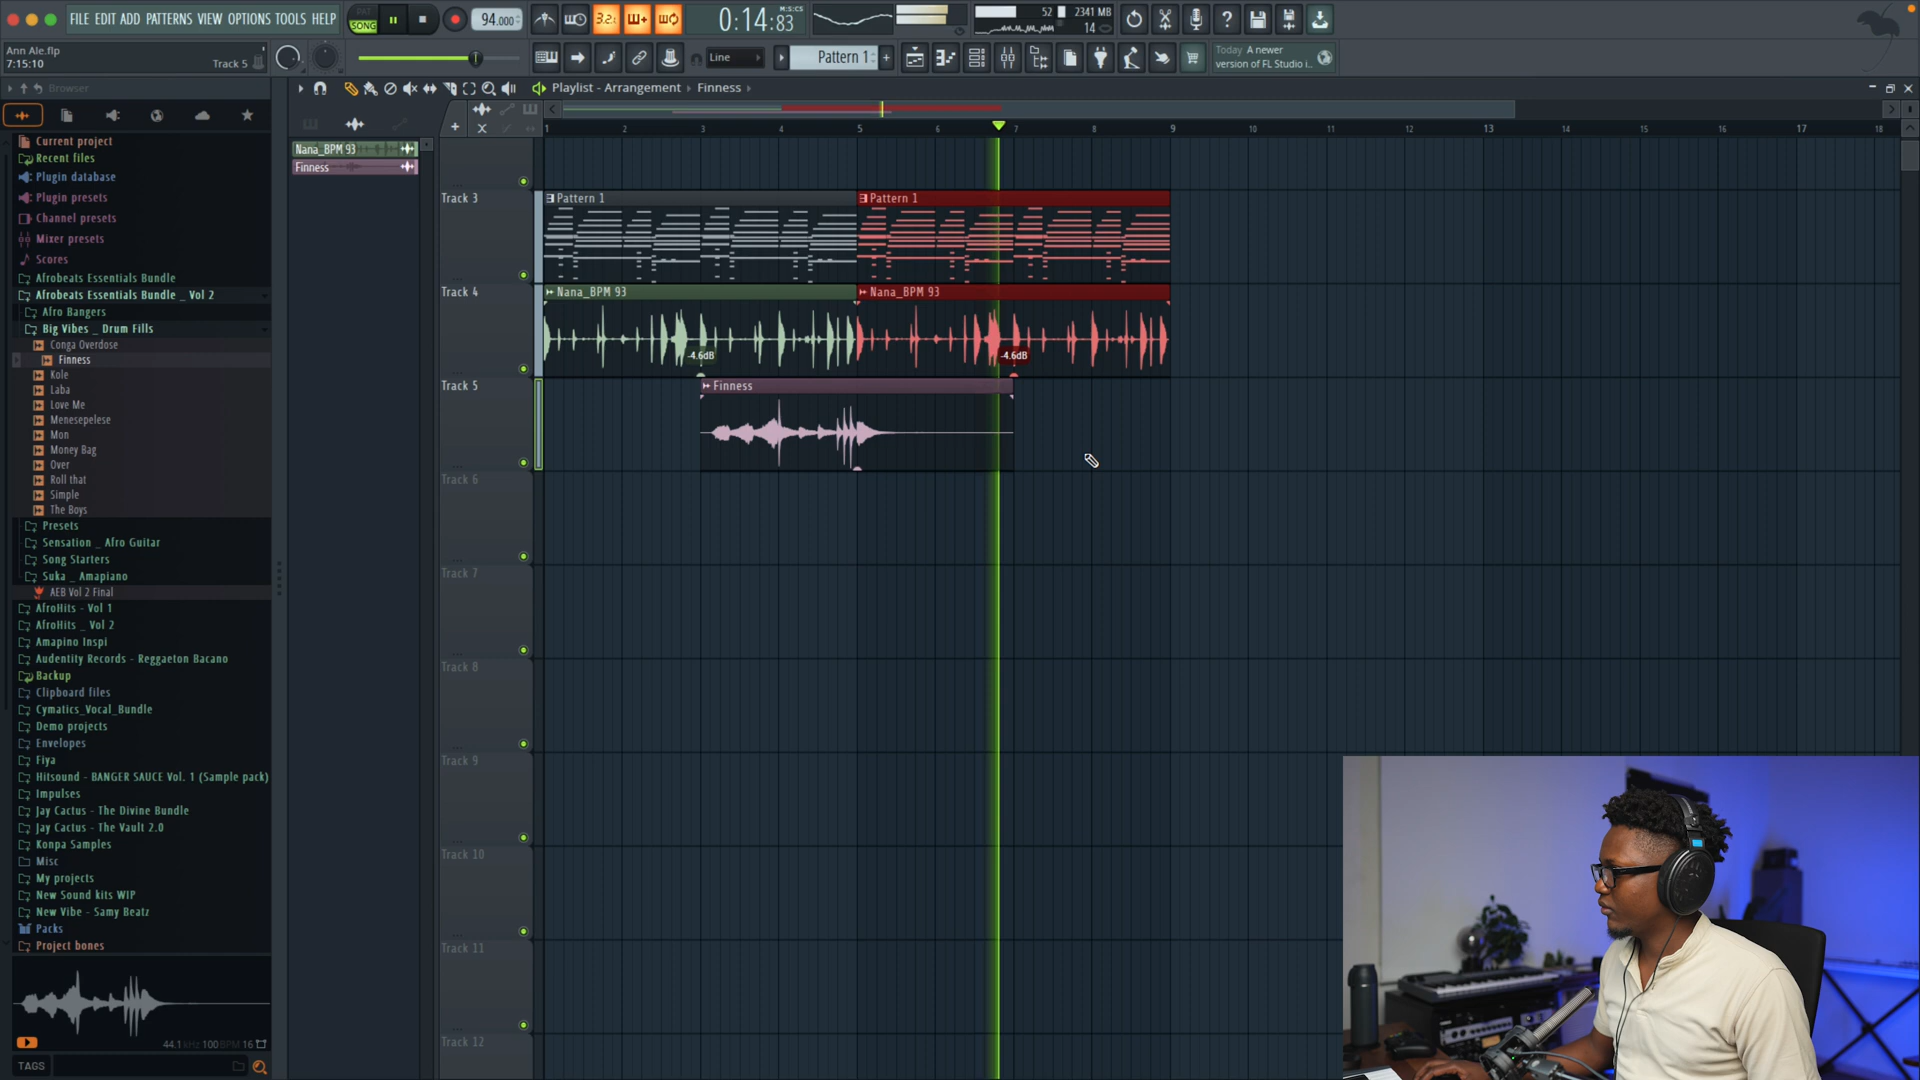 FILE EDIT ADD PATTERNS VIEW OPTIONS TOOLS HELP
PAT
SONG
94.000
3.2.
0:14:83
M:S:CS
52
2341 MB
14
Ann Ale.flp
7:15:10
Track 5
Line
Pattern 1
Today A newer
version of FL Studio i..
Browser
Playlist - Arrangement Finness
Current project
Recent files
Plugin database
Plugin presets
Channel presets
Mixer presets
Scores
Afrobeats Essentials Bundle
Afrobeats Essentials Bundle _ Vol 2
Afro Bangers
Big Vibes _ Drum Fills
Conga Overdose
Finness
Kole
Laba
Love Me
Menesepelese
Mon
Money Bag
Over
Roll that
Simple
The Boys
Presets
Sensation _ Afro Guitar
Song Starters
Suka _ Amapiano
AEB Vol 2 Final
AfroHits - Vol 1
AfroHits _ Vol 2
Amapino Inspi
Audentity Records - Reggaeton Bacano
Backup
Clipboard files
Cymatics_Vocal_Bundle
Demo projects
Envelopes
Fiya
Hitsound - BANGER SAUCE Vol. 1 (Sample pack)
Impulses
Jay Cactus - The Divine Bundle
Jay Cactus - The Vault 2.0
Konpa Samples
Misc
My projects
New Sound kits WIP
New Vibe - Samy Beatz
Packs
Project bones
44.1 kHz 100 BPM 16
TAGS
Nana_BPM 93
Finness
1 2 3 4 5 6 7 8 9 10 11 12 13 14 15 16 17 18
Track 3
Pattern 1
Pattern 1
Track 4
Nana_BPM 93
Nana_BPM 93
-4.6dB
-4.6dB
Track 5
Finness
Track 6
Track 7
Track 8
Track 9
Track 10
Track 11
Track 12